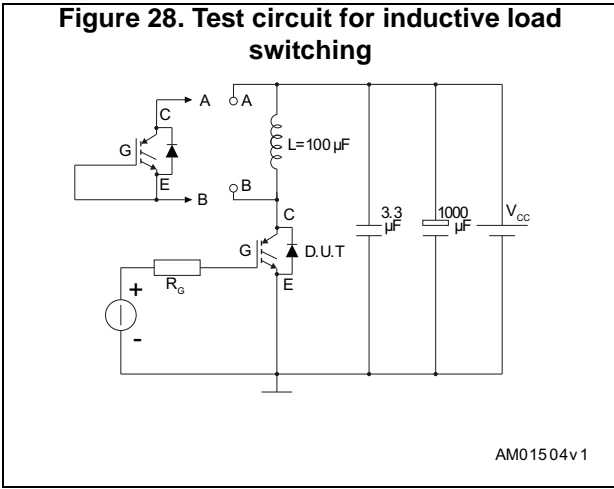 Figure 28. Test circuit for inductive load
switching
A
A
C
G
L=100 µF
E
B
B
C
3.3
µF
1000
µF
VCC
G
D.U.T
E
RG
+
-
AM01504v1